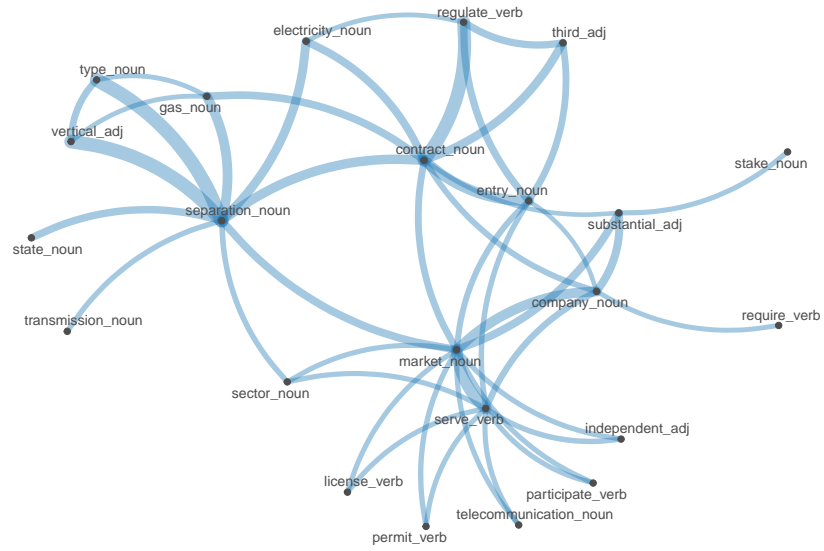 regulate_verb
electricity_noun
third_adj
type_noun
gas_noun
vertical_adj
contract_noun
stake_noun
entry_noun
separation_noun
substantial_adj
state_noun
company_noun
transmission_noun
require_verb
market_noun
sector_noun
serve_verb
independent_adj
license_verb
participate_verb
telecommunication_noun
permit_verb